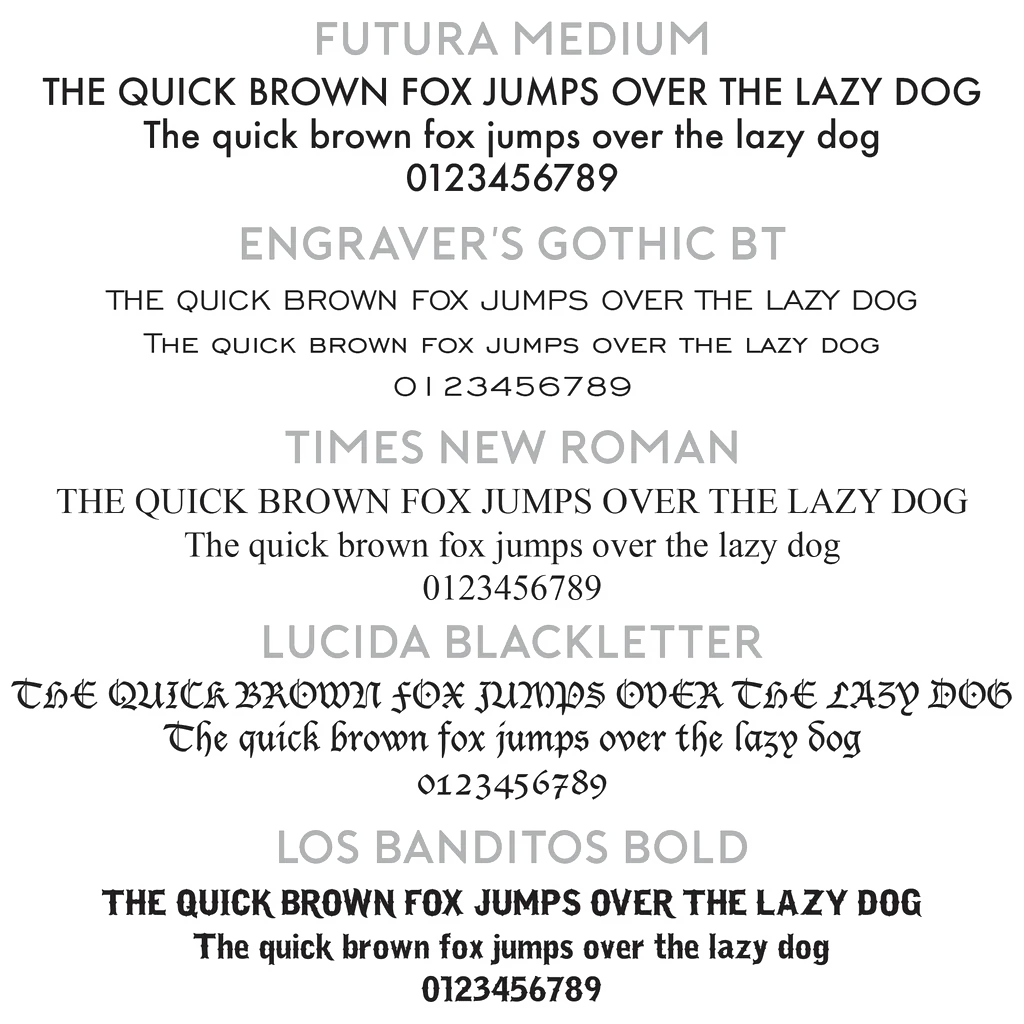 FUTURA MEDIUM
THE QUICK BROWN FOX JUMPS OVER THE LAZY DOG
The quick brown fox jumps over the lazy dog
0123456789
ENGRAVER'S GOTHIC BT
THE QUICK BROWN FOX JUMPS OVER THE LAZY DOG
The quick brown fox jumps over the lazy dog
0123456789
TIMES NEW ROMAN
THE QUICK BROWN FOX JUMPS OVER THE LAZY DOG
The quick brown fox jumps over the lazy dog
0123456789
LUCIDA BLACKLETTER
THE QUICK BROWN FOX JUMPS OVER THE LAZY DOG
The quick brown fox jumps over the lazy dog
0123456789
LOS BANDITOS BOLD
THE QUICK BROWN FOX JUMPS OVER THE LAZY DOG
The quick brown fox jumps over the lazy dog
0123456789